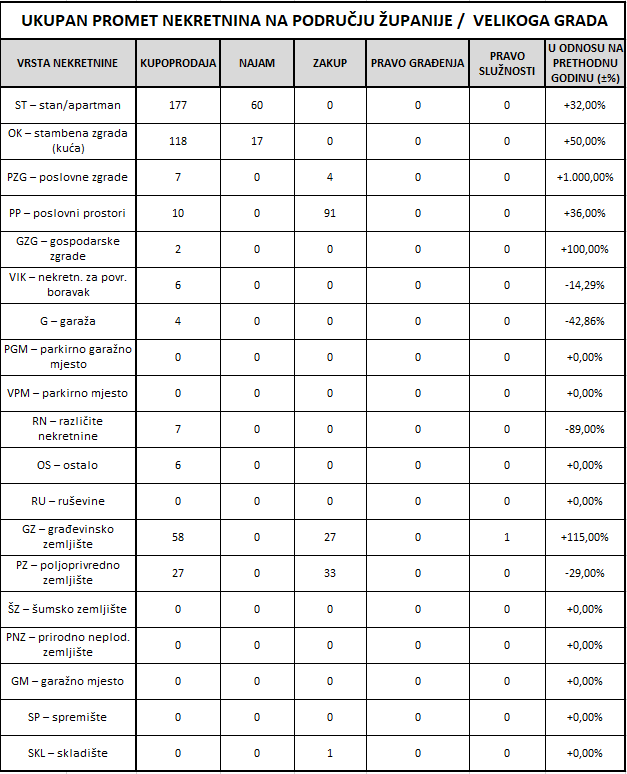 UKUPAN PROMET NEKRETNINA NA PODRUČJU ŽUPANIJE / VELIKOGA GRADA
VRSTA NEKRETNINE KUPOPRODAJA NAJAM ZAKUP PRAVO GRAĐENJA PRAVO SLUŽNOSTI U ODNOSU NA PRETHODNU GODINU (±%)
ST – stan/apartman 177 60 0 0 0 +32,00%
OK – stambena zgrada (kuća) 118 17 0 0 0 +50,00%
PZG – poslovne zgrade 7 0 4 0 0 +1.000,00%
PP – poslovni prostori 10 0 91 0 0 +36,00%
GZG – gospodarske zgrade 2 0 0 0 0 +100,00%
VIK – nekretn. za povr. boravak 6 0 0 0 0 -14,29%
G – garaža 4 0 0 0 0 -42,86%
PGM – parkirno garažno mjesto 0 0 0 0 0 +0,00%
VPM – parkirno mjesto 0 0 0 0 0 +0,00%
RN – različite nekretnine 7 0 0 0 0 -89,00%
OS – ostalo 6 0 0 0 0 +0,00%
RU – ruševine 0 0 0 0 0 +0,00%
GZ – građevinsko zemljište 58 0 27 0 1 +115,00%
PZ – poljoprivredno zemljište 27 0 33 0 0 -29,00%
ŠZ – šumsko zemljište 0 0 0 0 0 +0,00%
PNZ – prirodno neplod. zemljište 0 0 0 0 0 +0,00%
GM – garažno mjesto 0 0 0 0 0 +0,00%
SP – spremište 0 0 0 0 0 +0,00%
SKL – skladište 0 0 1 0 0 +0,00%